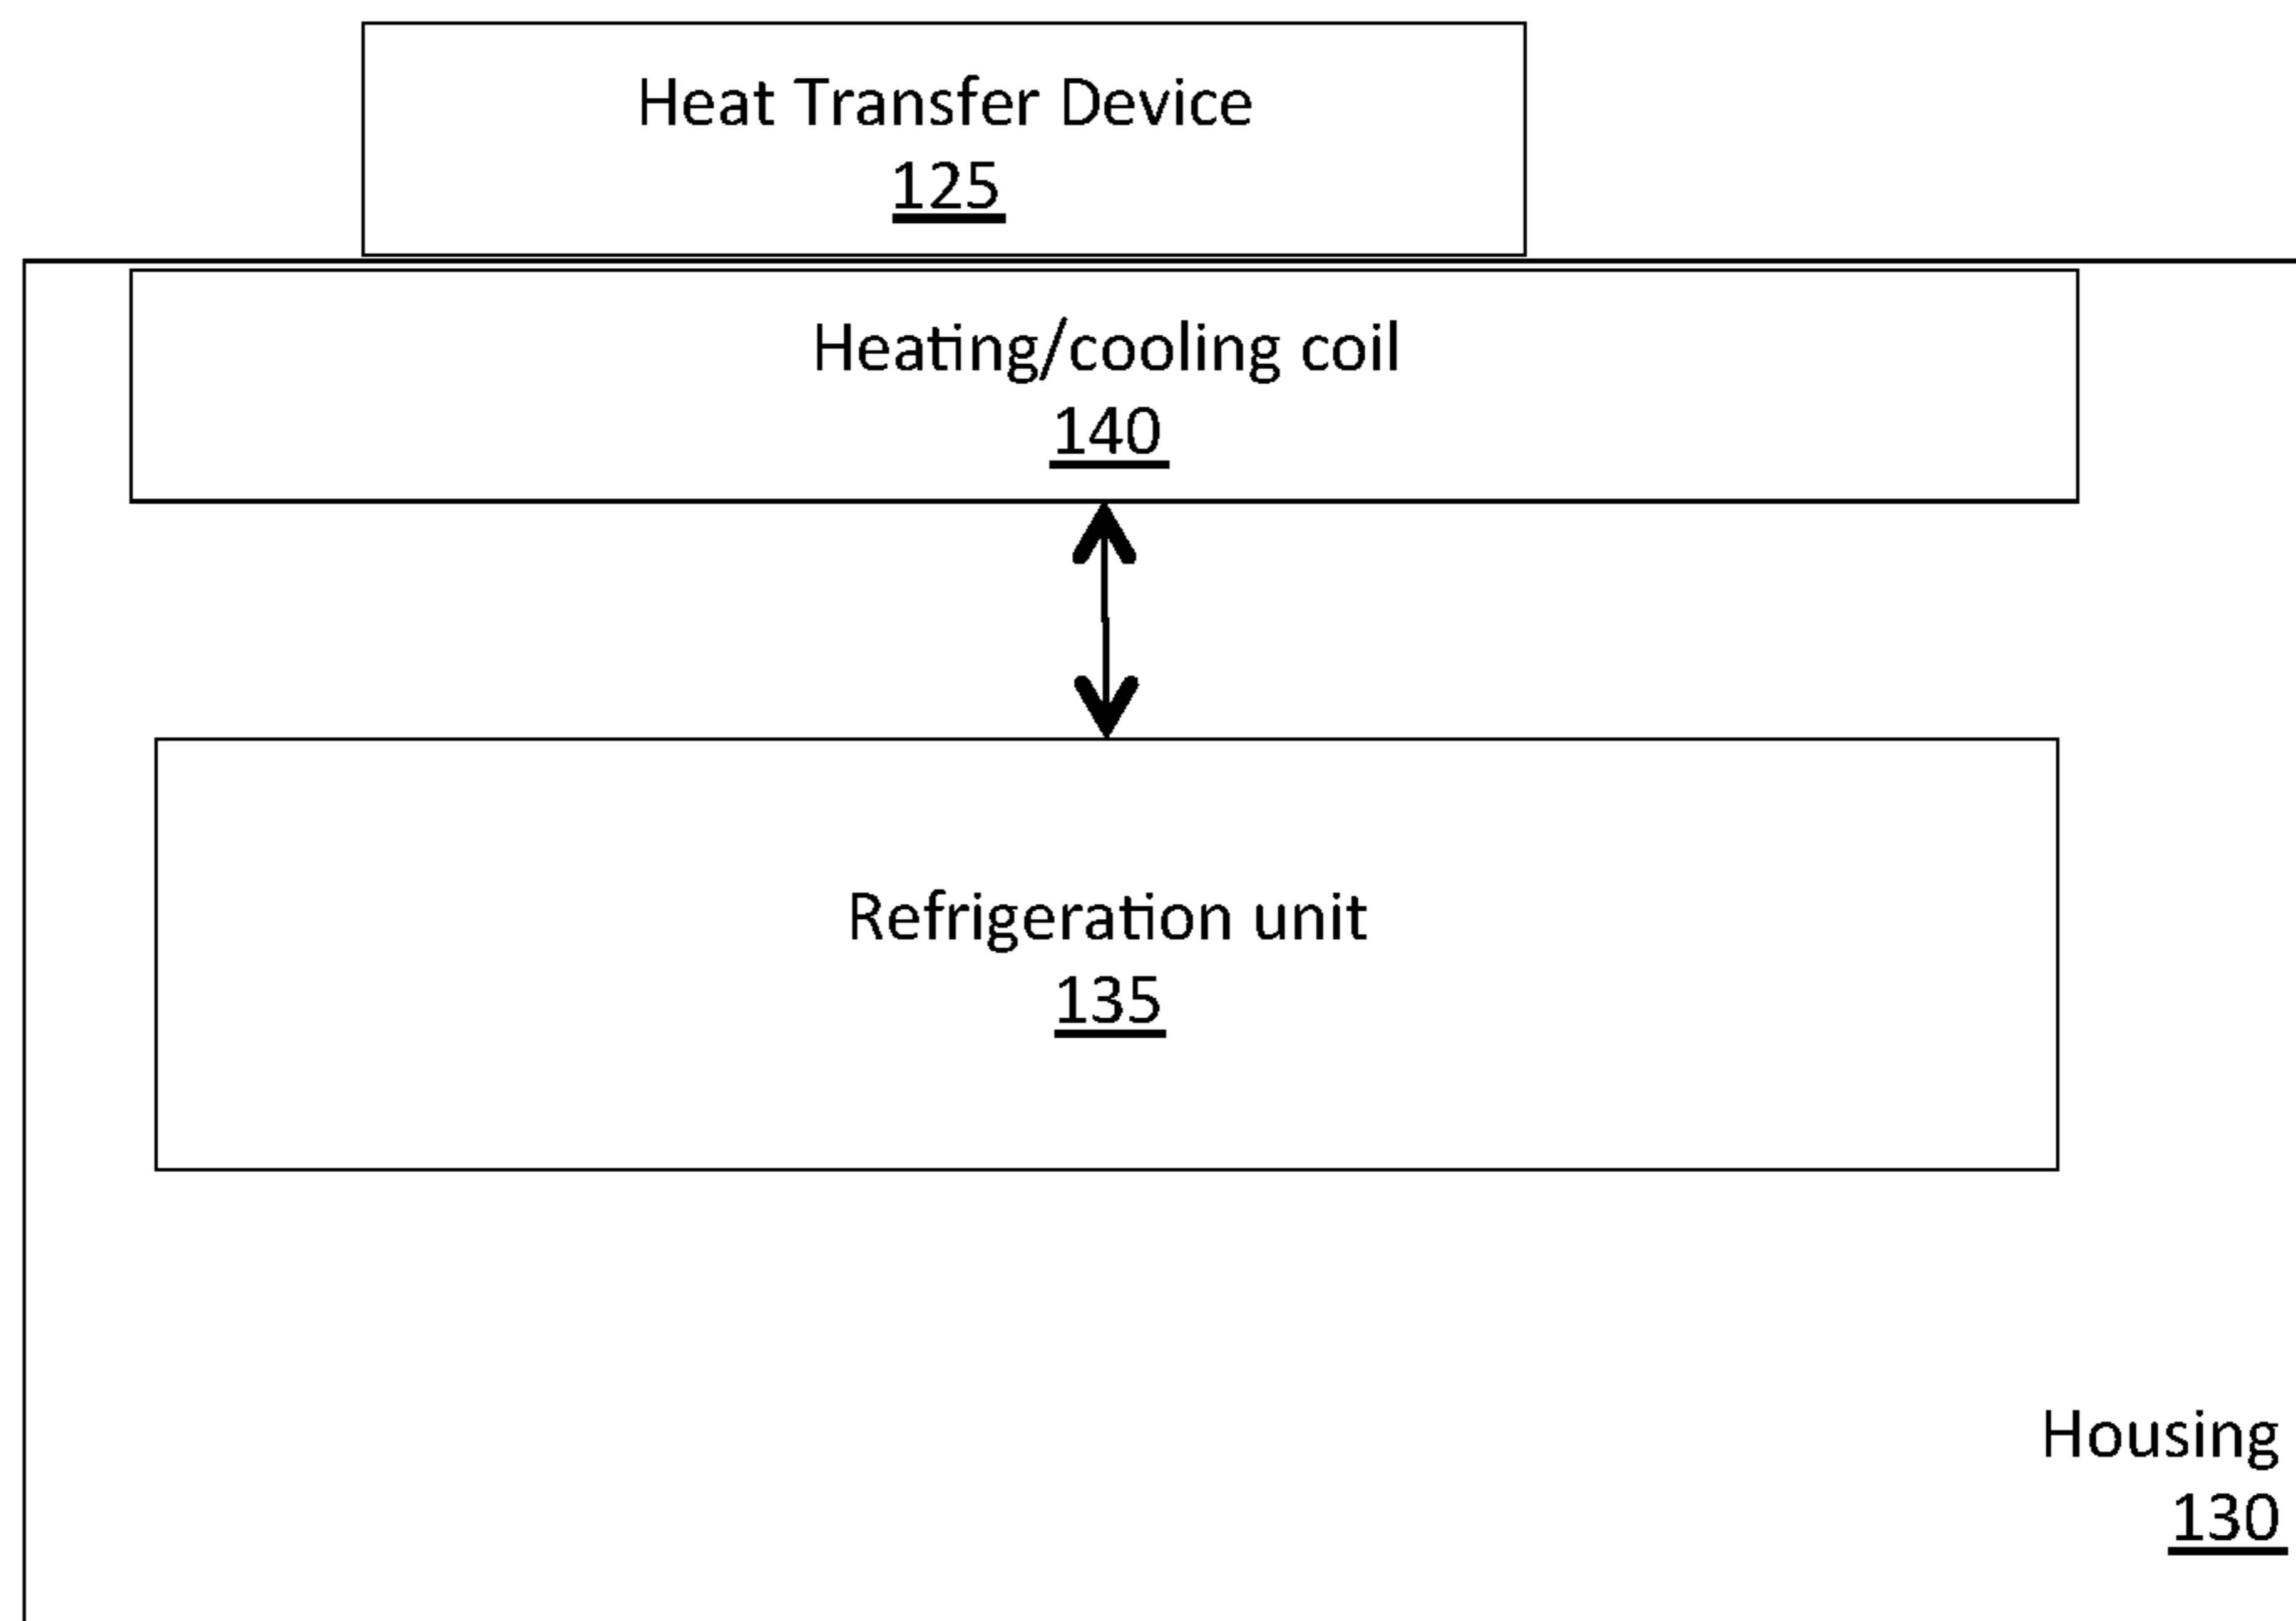 Heat Transfer Device
125
Heating/cooling coil
140
Refrigeration unit
135
Housing
130